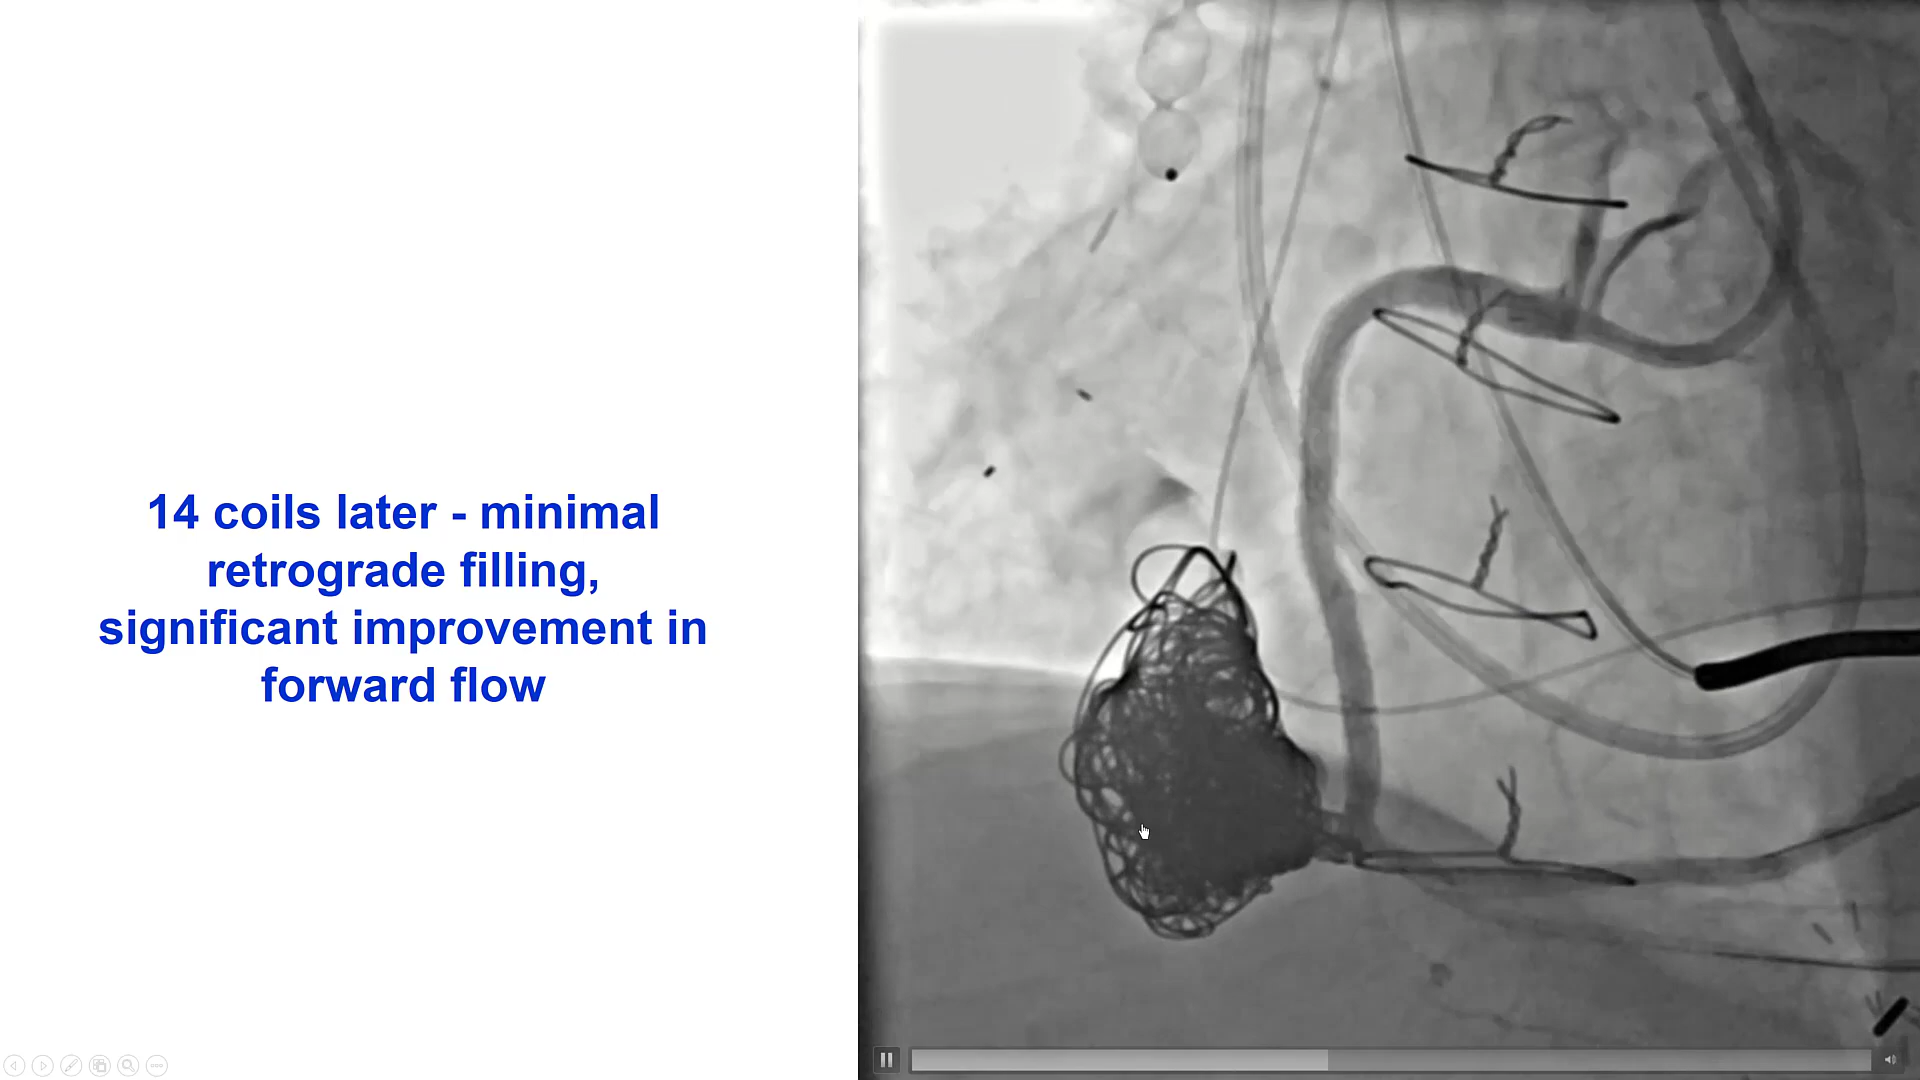 14 coils later - minimal
retrograde filling,
significant improvement in
forward flow